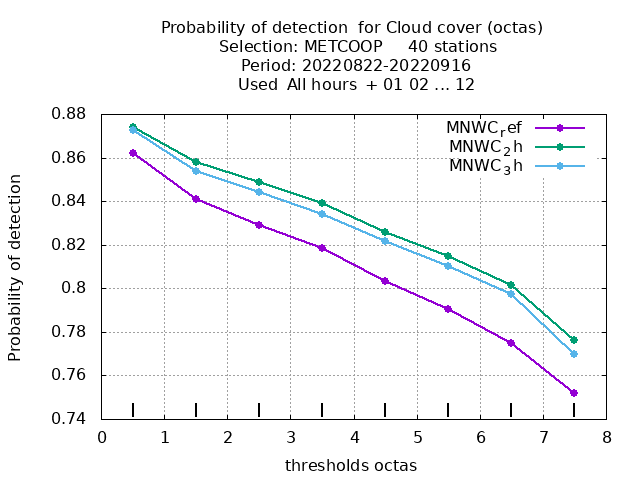 Probability of detection  for Cloud cover (octas)
Selection: METCOOP     40 stations
Period: 20220822-20220916
Used  All hours  + 01 02 ... 12
MNWC_ref
MNWC_2h
MNWC_3h
Probability of detection
0.88
0.86
0.84
0.82
0.8
0.78
0.76
0.74
0 1 2 3 4 5 6 7 8
thresholds octas